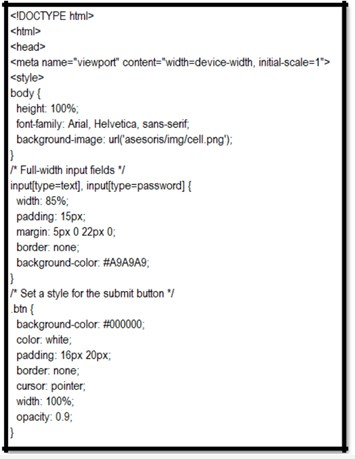 <!DOCTYPE html>
<html>
<head>
<meta name="viewport" content="width=device-width, initial-scale=1">
<style>
body {
height: 100%;
font-family: Arial, Helvetica, sans-serif;
background-image: url('asesoris/img/cell.png');
}
/* Full-width input fields */
input[type=text], input[type=password] {
width: 85%;
padding: 15px;
margin: 5px 0 22px 0;
border: none;
background-color: #A9A9A9;
}
/* Set a style for the submit button */
.btn {
background-color: #000000;
color: white;
padding: 16px 20px;
border: none;
cursor: pointer;
width: 100%;
opacity: 0.9;
}